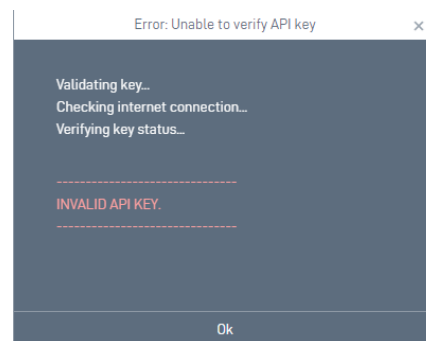 Error: Unable to verify API key
×
Validating key...
Checking internet connection...
Verifying key status...
-------------------------------
INVALID API KEY.
-------------------------------
Ok